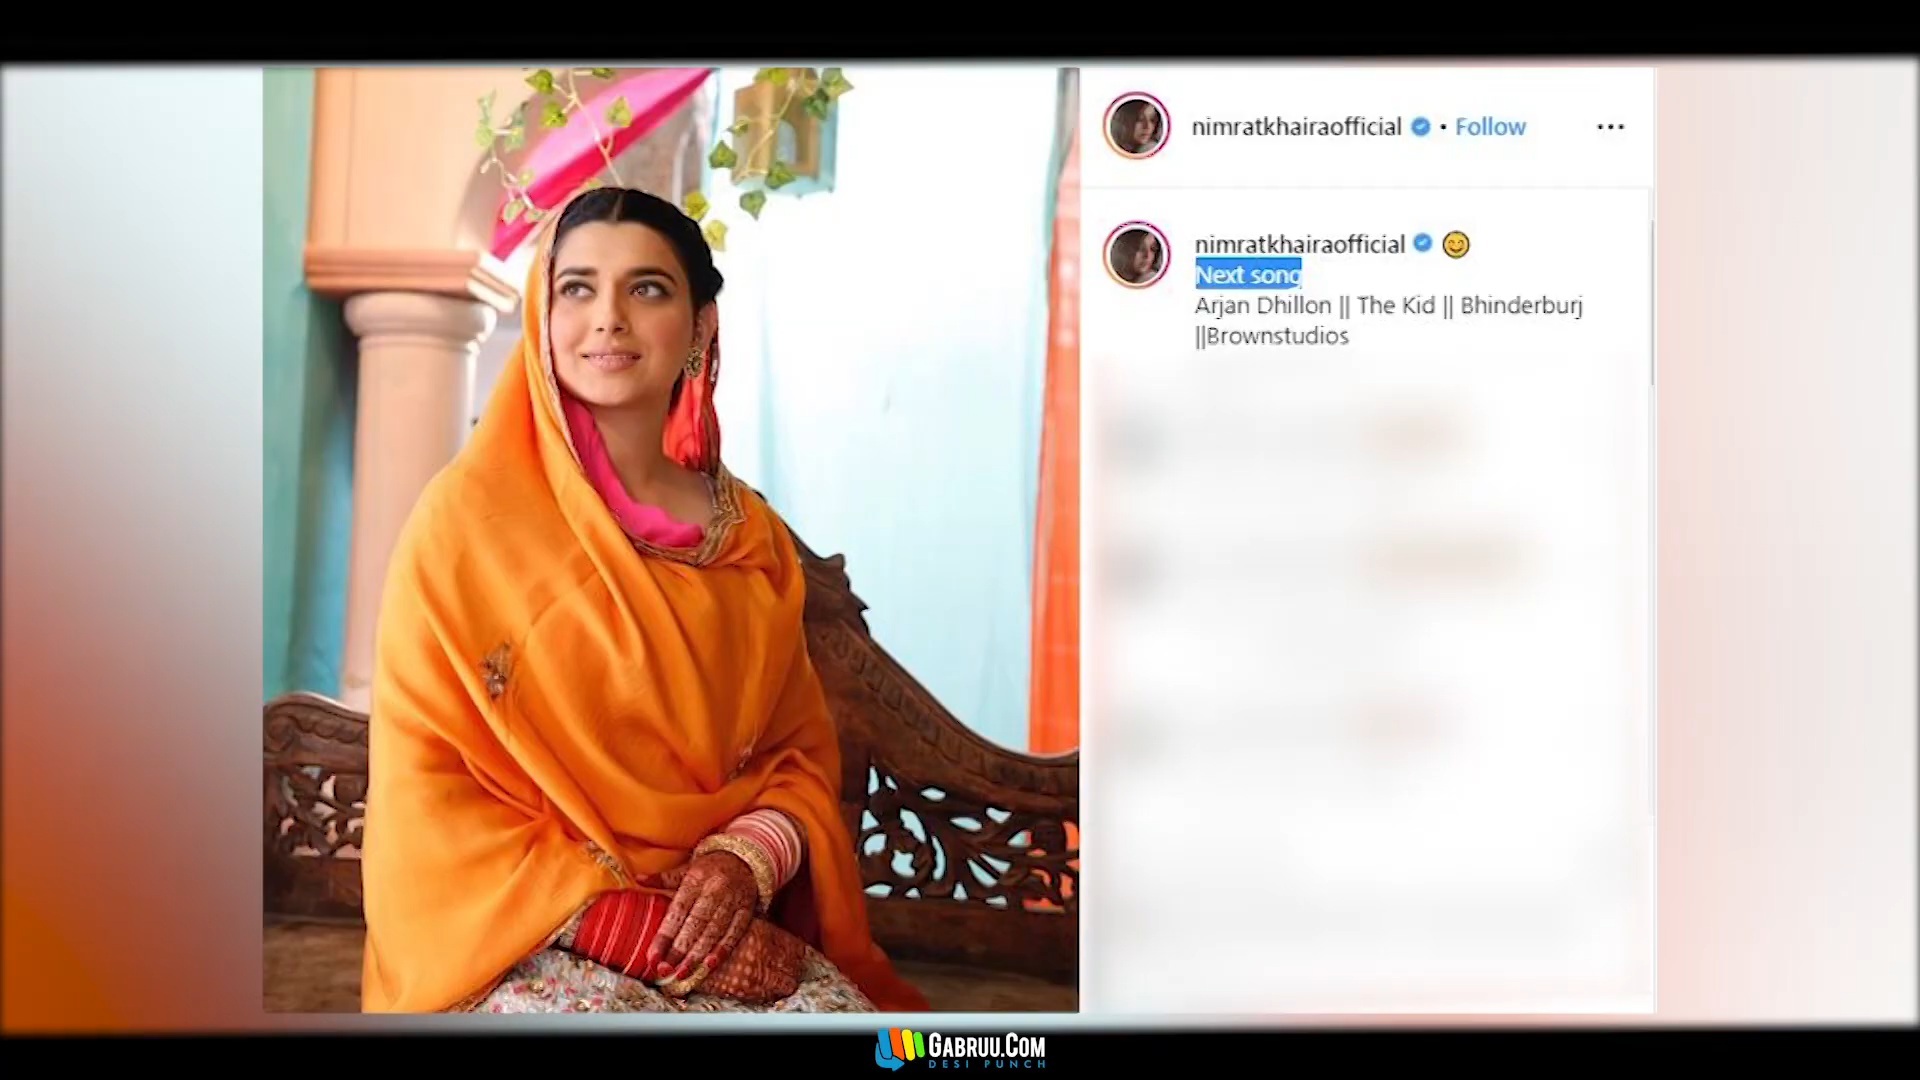 nimratkhairaofficial • Follow
nimratkhairaofficial 😊
Next song
Arjan Dhillon || The Kid || Bhinderburj
||Brownstudios
GABRUU.COM
DESI PUNCH